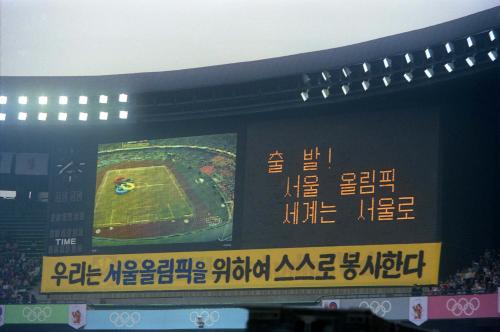 출 발!
서울 올림픽
세계는 서울로
TIME
우리는 서울올림픽을 위하여 스스로 봉사한다